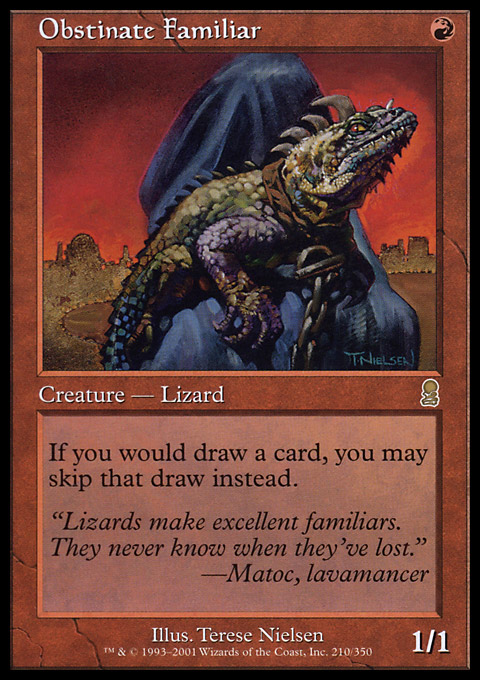 Obstinate Familiar
T. NIELSEN
Creature — Lizard
If you would draw a card, you may
skip that draw instead.
“Lizards make excellent familiars.
They never know when they’ve lost.”
—Matoc, lavamancer
Illus. Terese Nielsen
™ & © 1993–2001 Wizards of the Coast, Inc. 210/350
1/1